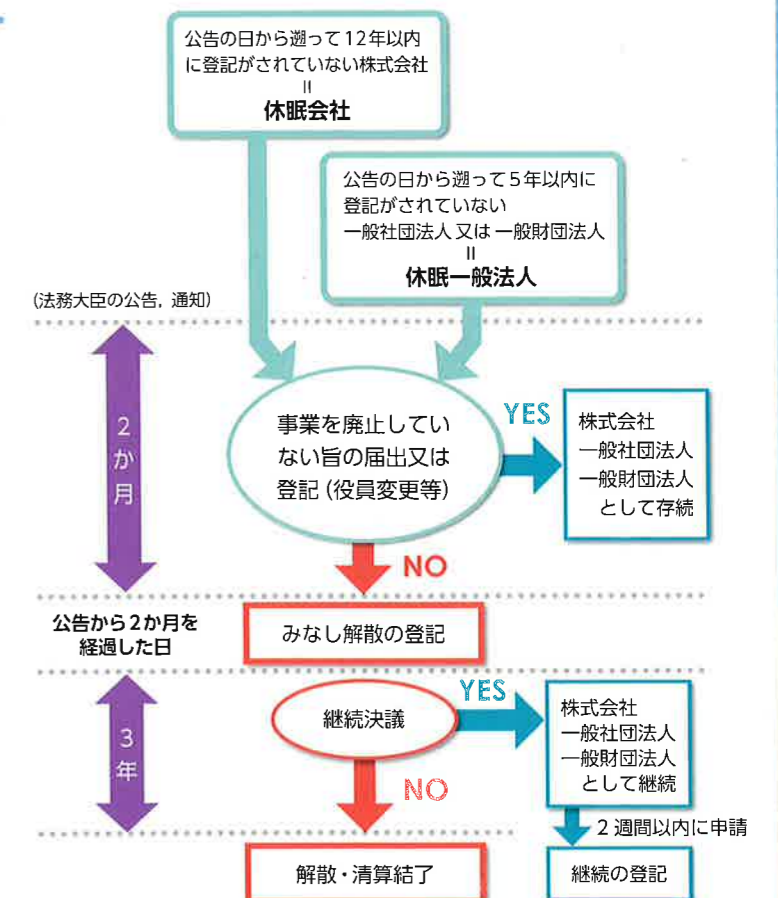 公告の日から遡って12年以内
に登記がされていない株式会社
＝
休眠会社
公告の日から遡って5年以内に
登記がされていない
一般社団法人又は一般財団法人
＝
休眠一般法人
(法務大臣の公告，通知)
2か月
事業を廃止してい
ない旨の届出又は
登記（役員変更等）
YES
株式会社
一般社団法人
一般財団法人
として存続
NO
公告から2か月を
経過した日
みなし解散の登記
3年
継続決議
YES
株式会社
一般社団法人
一般財団法人
として継続
NO
2週間以内に申請
解散・清算結了
継続の登記